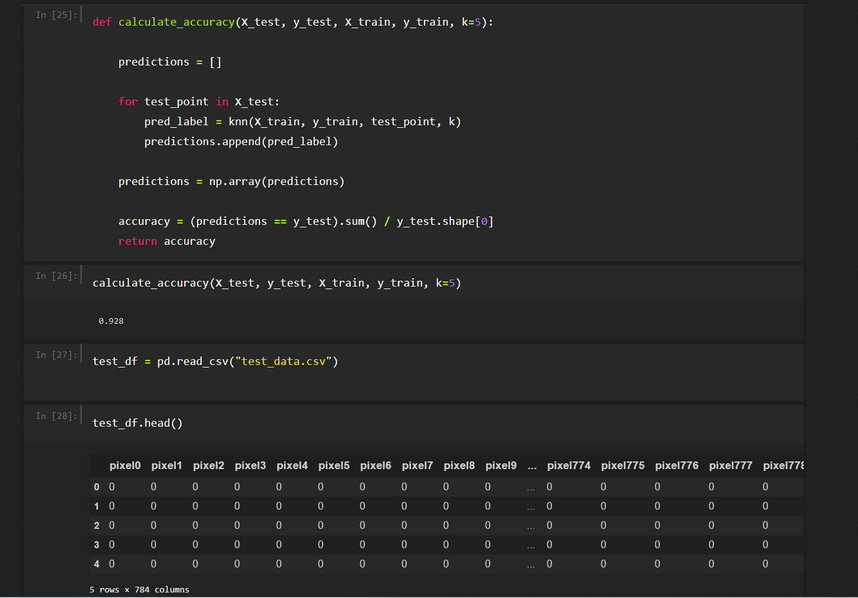 In [25]:
def calculate_accuracy(X_test, y_test, X_train, y_train, k=5):
predictions = []
for test_point in X_test:
pred_label = knn(X_train, y_train, test_point, k)
predictions.append(pred_label)
predictions = np.array(predictions)
accuracy = (predictions == y_test).sum() / y_test.shape[0]
return accuracy
In [26]:
calculate_accuracy(X_test, y_test, X_train, y_train, k=5)
0.928
In [27]:
test_df = pd.read_csv("test_data.csv")
In [28]:
test_df.head()
pixel0 pixel1 pixel2 pixel3 pixel4 pixel5 pixel6 pixel7 pixel8 pixel9 ... pixel774 pixel775 pixel776 pixel777 pixel778
0 0 0 0 0 0 0 0 0 0 0 ... 0 0 0 0 0
1 0 0 0 0 0 0 0 0 0 0 ... 0 0 0 0 0
2 0 0 0 0 0 0 0 0 0 0 ... 0 0 0 0 0
3 0 0 0 0 0 0 0 0 0 0 ... 0 0 0 0 0
4 0 0 0 0 0 0 0 0 0 0 ... 0 0 0 0 0
5 rows × 784 columns